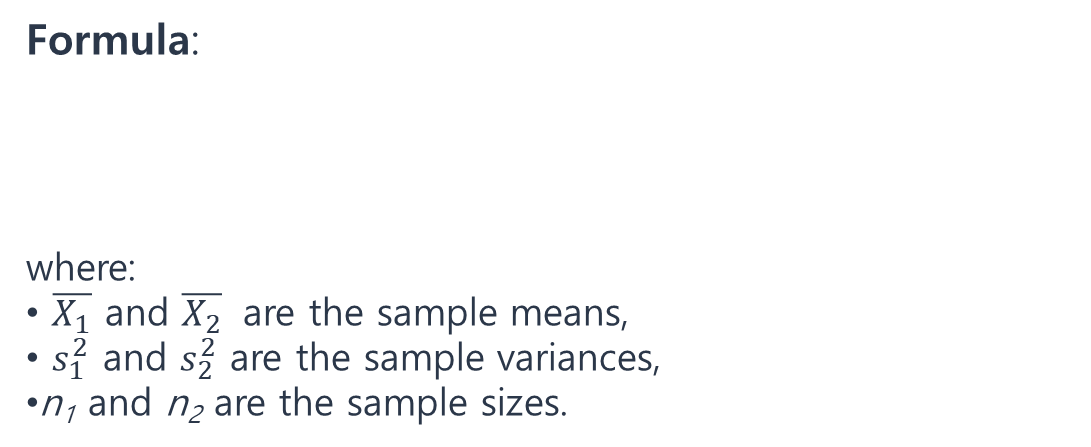 Formula:
where:
• X̅₁ and X̅₂ are the sample means,
• s₁² and s₂² are the sample variances,
•n₁ and n₂ are the sample sizes.